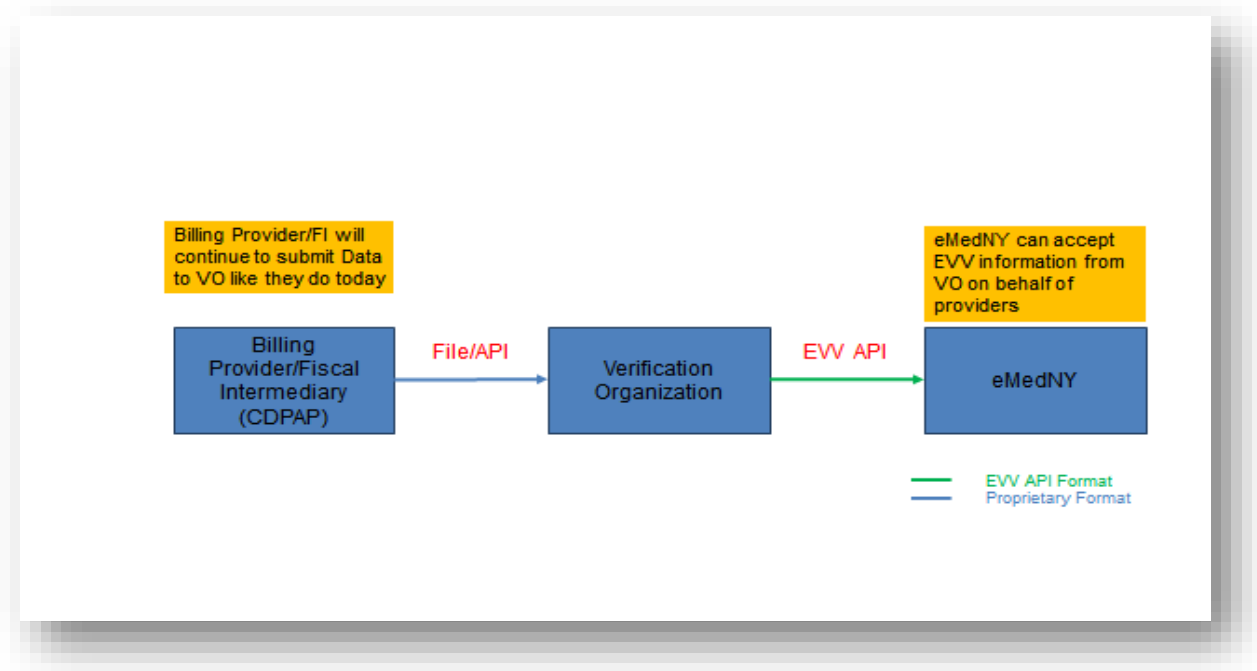 Billing Provider/FI will
continue to submit Data
to VO like they do today
eMedNY can accept
EVV information from
VO on behalf of
providers
Billing
Provider/Fiscal
Intermediary
(CDPAP)
File/API
Verification
Organization
EVV API
eMedNY
EVV API Format
Proprietary Format